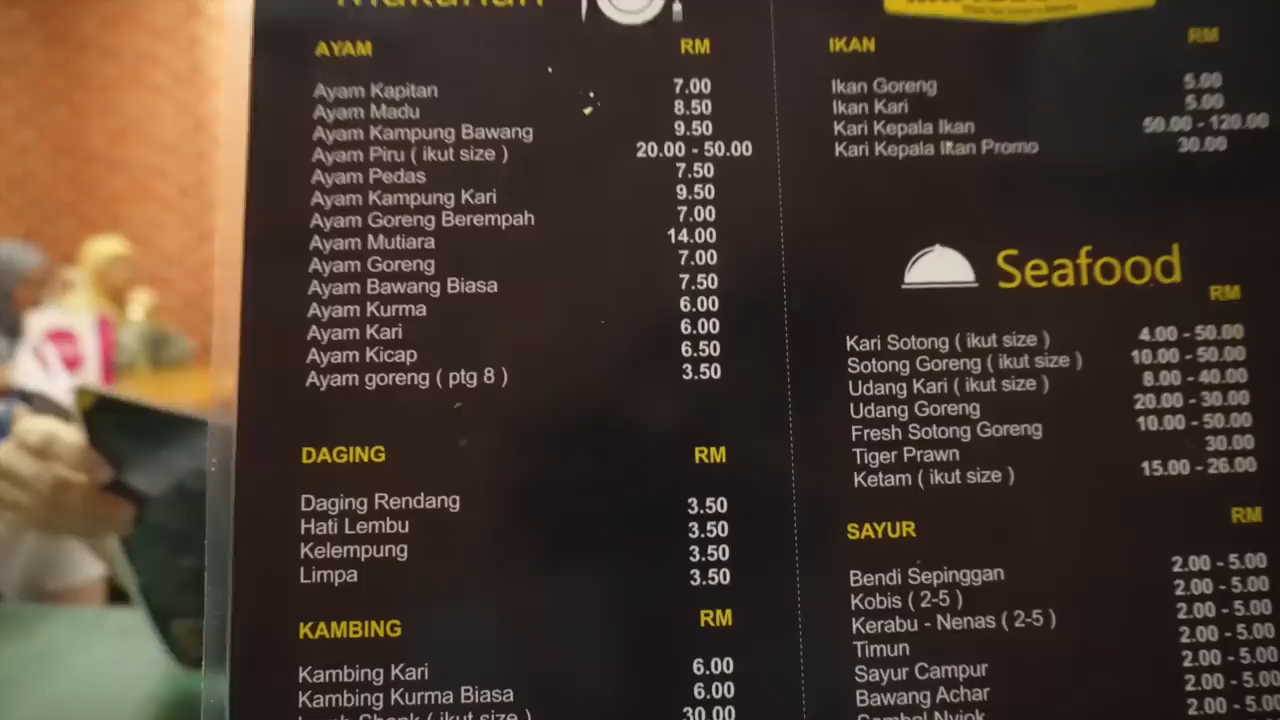 Makanan
AYAM RM
Ayam Kapitan 7.00
Ayam Madu 8.50
Ayam Kampung Bawang 9.50
Ayam Piru ( ikut size ) 20.00 - 50.00
Ayam Pedas 7.50
Ayam Kampung Kari 9.50
Ayam Goreng Berempah 7.00
Ayam Mutiara 14.00
Ayam Goreng 7.00
Ayam Bawang Biasa 7.50
Ayam Kurma 6.00
Ayam Kari 6.00
Ayam Kicap 6.50
Ayam goreng ( ptg 8 ) 3.50
DAGING RM
Daging Rendang 3.50
Hati Lembu 3.50
Kelempung 3.50
Limpa 3.50
KAMBING RM
Kambing Kari 6.00
Kambing Kurma Biasa 6.00
Lamb Shank ( ikut size ) 30.00
IKAN RM
Ikan Goreng 5.00
Ikan Kari 5.00
Kari Kepala Ikan 50.00 - 120.00
Kari Kepala Ikan Promo 30.00
Seafood
RM
Kari Sotong ( ikut size ) 4.00 - 50.00
Sotong Goreng ( ikut size ) 10.00 - 50.00
Udang Kari ( ikut size ) 8.00 - 40.00
Udang Goreng 20.00 - 30.00
Fresh Sotong Goreng 10.00 - 50.00
Tiger Prawn 30.00
Ketam ( ikut size ) 15.00 - 26.00
SAYUR RM
Bendi Sepinggan 2.00 - 5.00
Kobis ( 2-5 ) 2.00 - 5.00
Kerabu - Nenas ( 2-5 ) 2.00 - 5.00
Timun 2.00 - 5.00
Sayur Campur 2.00 - 5.00
Bawang Achar 2.00 - 5.00
Sambal Nyiok 2.00 - 5.00